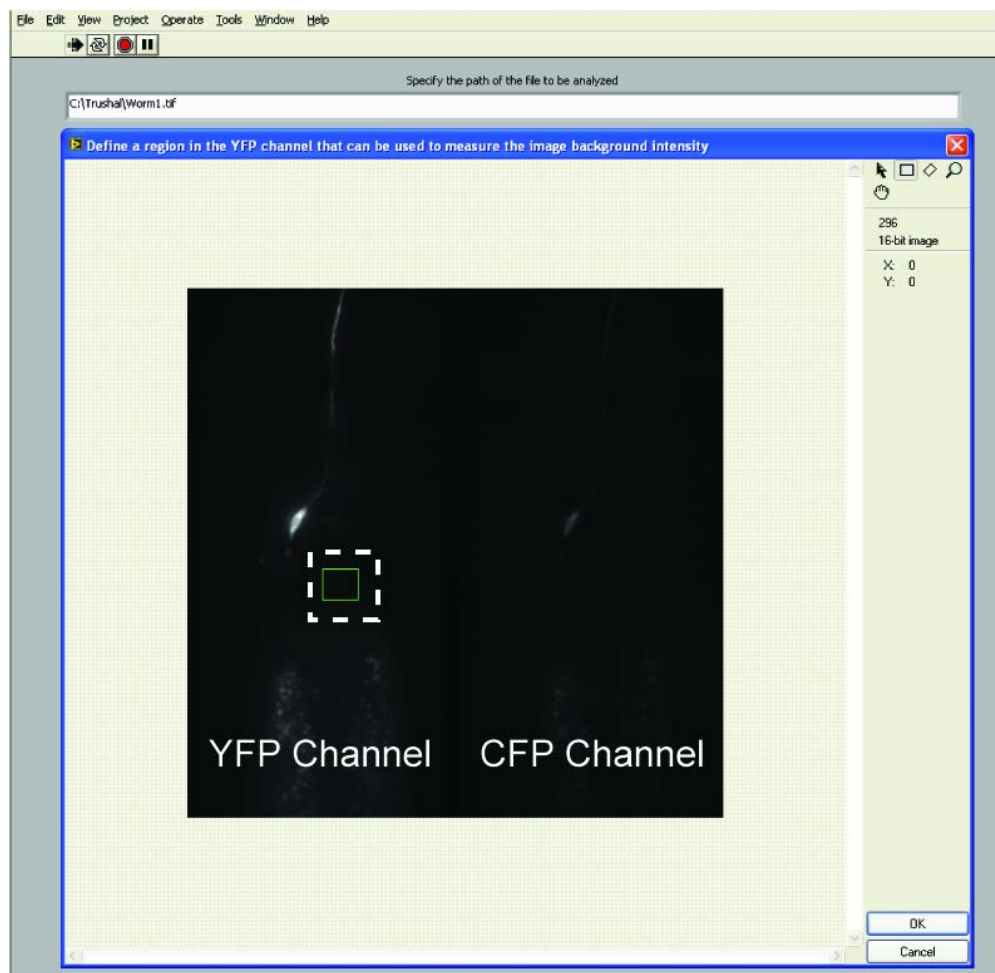 File Edit View Project Operate Tools Window Help
Specify the path of the file to be analyzed
C:\Trushal\Worm1.tif
Define a region in the YFP channel that can be used to measure the image background intensity
296
16-bit image
X: 0
Y: 0
YFP Channel CFP Channel
OK
Cancel